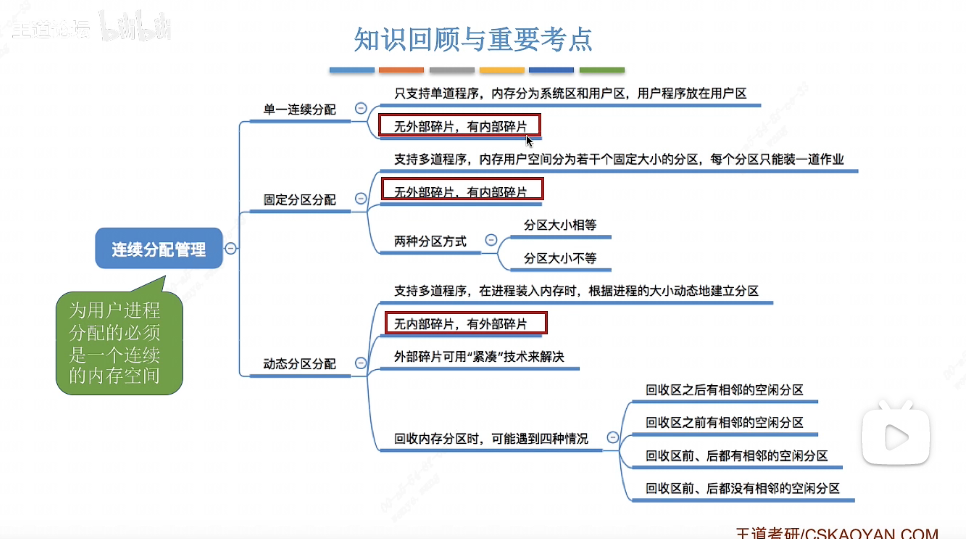 王道论坛 bilibili
知识回顾与重要考点
连续分配管理
为用户进程
分配的必须
是一个连续
的内存空间
单一连续分配
只支持单道程序，内存分为系统区和用户区，用户程序放在用户区
无外部碎片，有内部碎片
固定分区分配
支持多道程序，内存用户空间分为若干个固定大小的分区，每个分区只能装一道作业
无外部碎片，有内部碎片
两种分区方式
分区大小相等
分区大小不等
动态分区分配
支持多道程序，在进程装入内存时，根据进程的大小动态地建立分区
无内部碎片，有外部碎片
外部碎片可用“紧凑”技术来解决
回收内存分区时，可能遇到四种情况
回收区之后有相邻的空闲分区
回收区之前有相邻的空闲分区
回收区前、后都有相邻的空闲分区
回收区前、后都没有相邻的空闲分区
王道考研/CSKAOYAN.COM